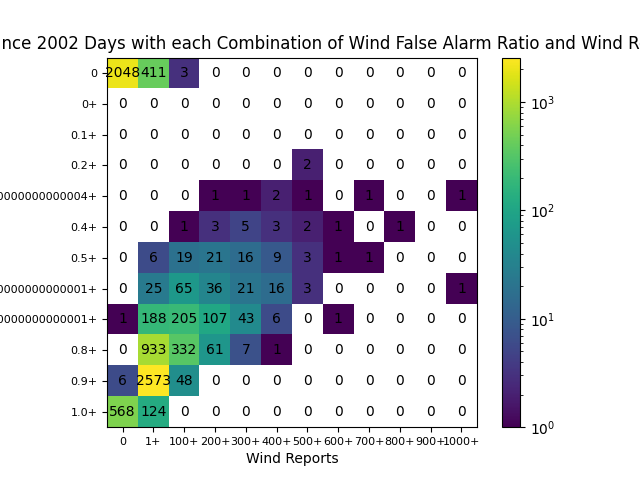 nce 2002 Days with each Combination of Wind False Alarm Ratio and Wind R
0 2048 411 3 0 0 0 0 0 0 0 0 0
0+ 0 0 0 0 0 0 0 0 0 0 0 0
0.1+ 0 0 0 0 0 0 0 0 0 0 0 0
0.2+ 0 0 0 0 0 0 2 0 0 0 0 0
0000000000004+ 0 0 0 1 1 2 1 0 1 0 0 1
0.4+ 0 0 1 3 5 3 2 1 0 1 0 0
0.5+ 0 6 19 21 16 9 3 1 1 0 0 0
0000000000001+ 0 25 65 36 21 16 3 0 0 0 0 1
0000000000001+ 1 188 205 107 43 6 0 1 0 0 0 0
0.8+ 0 933 332 61 7 1 0 0 0 0 0 0
0.9+ 6 2573 48 0 0 0 0 0 0 0 0 0
1.0+ 568 124 0 0 0 0 0 0 0 0 0 0
0 1+ 100+ 200+ 300+ 400+ 500+ 600+ 700+ 800+ 900+ 1000+
Wind Reports
10³
10²
10¹
10⁰